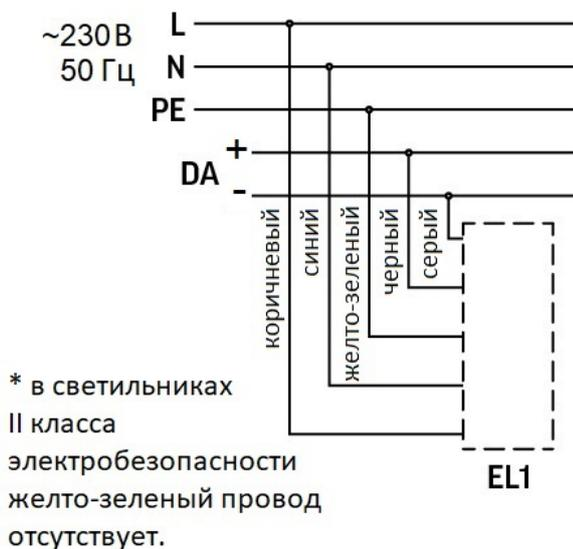 ~230В
50 Гц
L
N
PE
DA
+
-
коричневый
синий
желто-зеленый
черный
серый
EL1
* в светильниках
II класса
электробезопасности
желто-зеленый провод
отсутствует.